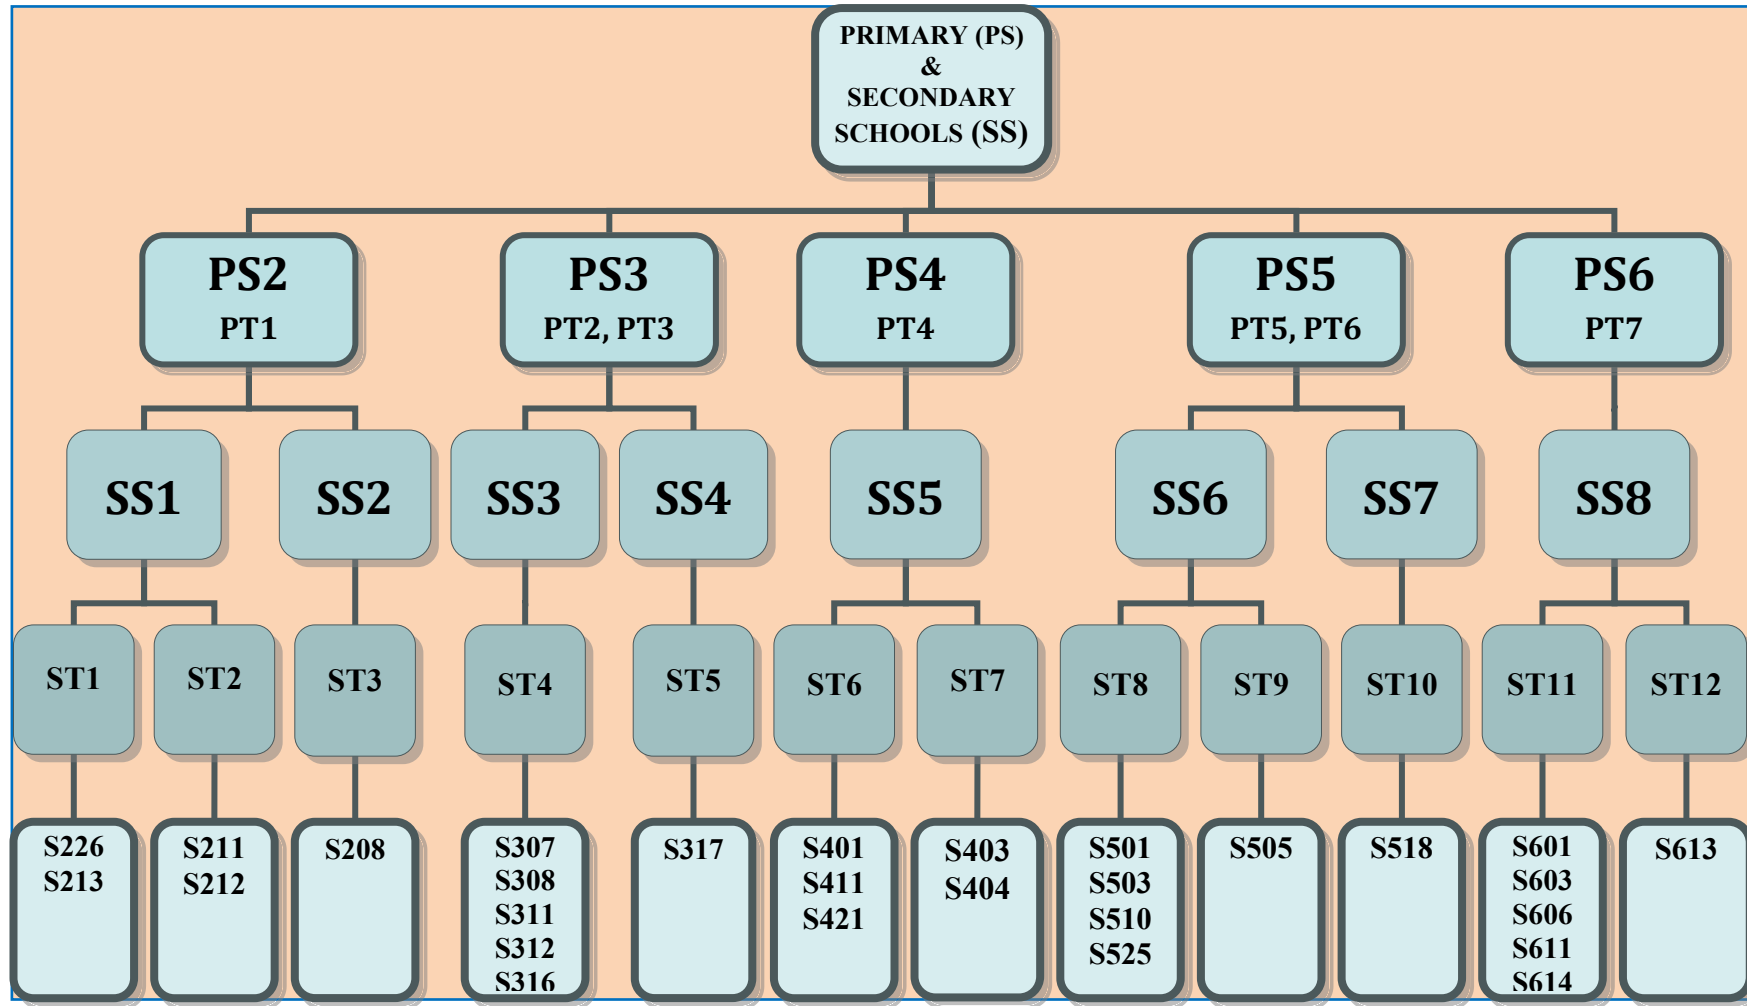 PRIMARY (PS)
&
SECONDARY
SCHOOLS (SS)
PS2
PT1
PS3
PT2, PT3
PS4
PT4
PS5
PT5, PT6
PS6
PT7
SS1
SS2
SS3
SS4
SS5
SS6
SS7
SS8
ST1
ST2
ST3
ST4
ST5
ST6
ST7
ST8
ST9
ST10
ST11
ST12
S226
S213
S211
S212
S208
S307
S308
S311
S312
S316
S317
S401
S411
S421
S403
S404
S501
S503
S510
S525
S505
S518
S601
S603
S606
S611
S614
S613